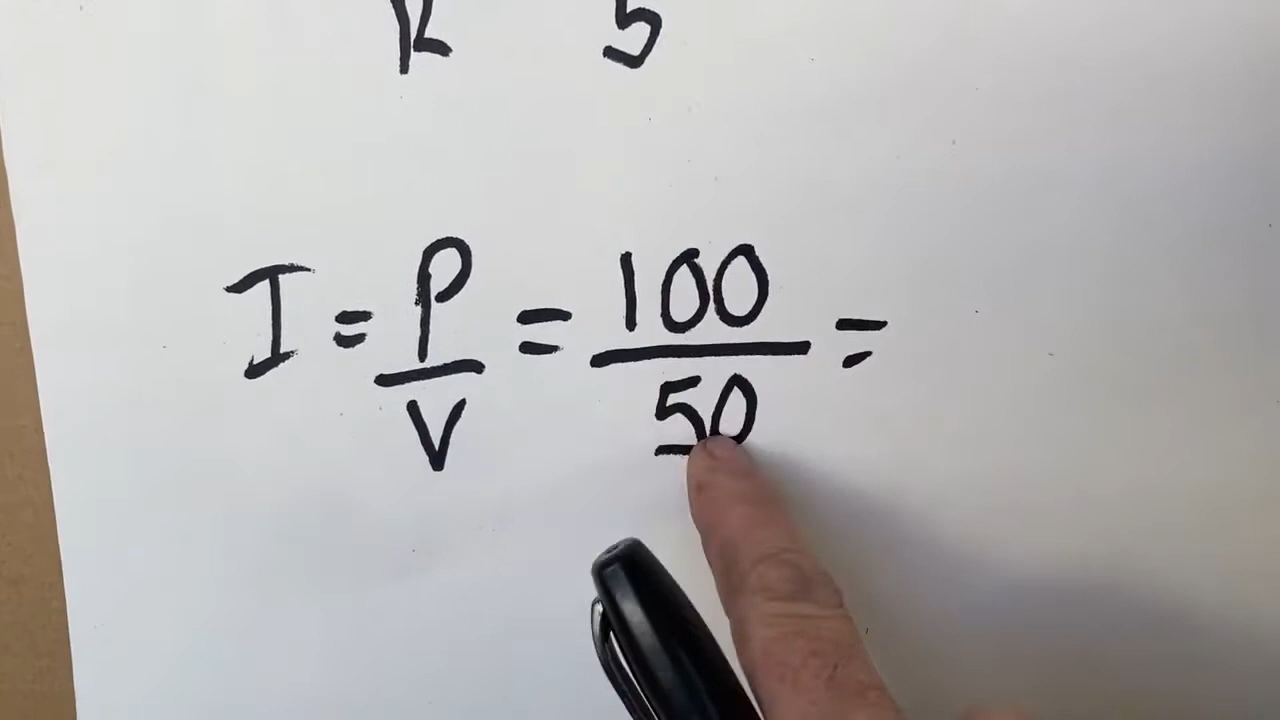 R 5
I = P/V = 100/50 =